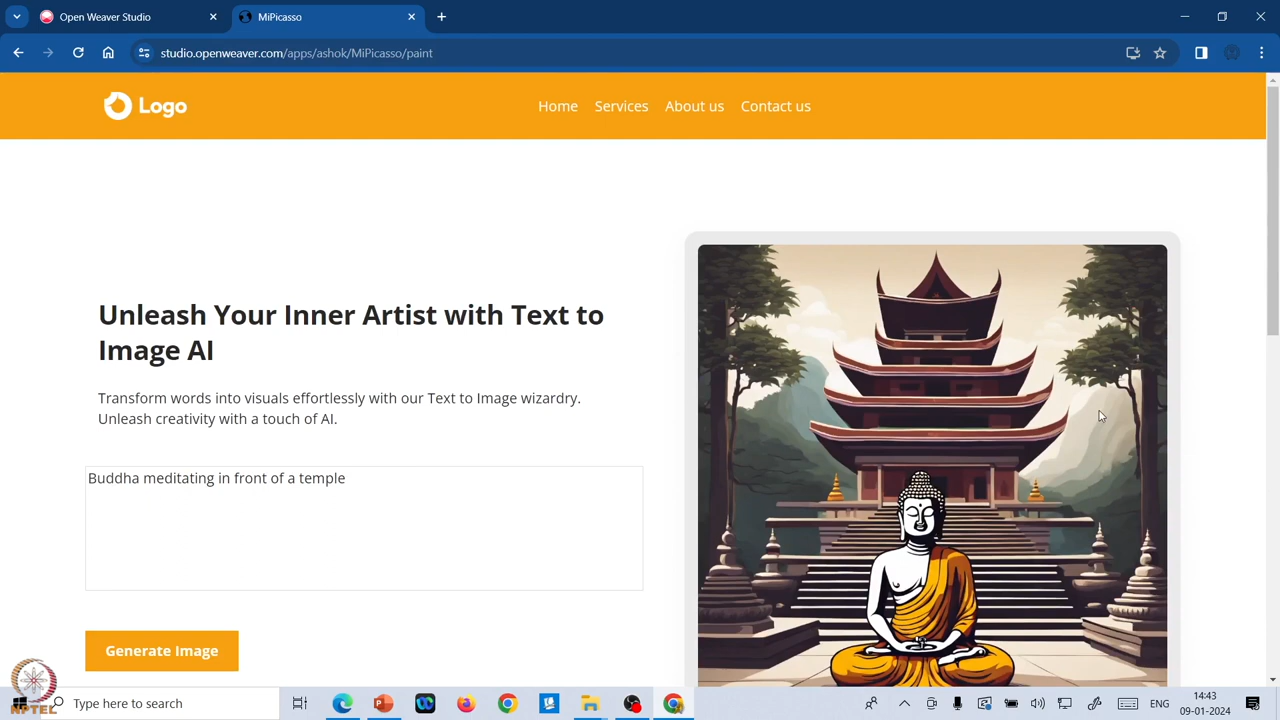 Open Weaver Studio
MiPicasso
studio.openweaver.com/apps/ashok/MiPicasso/paint
Logo
Home Services About us Contact us
Unleash Your Inner Artist with Text to
Image AI
Transform words into visuals effortlessly with our Text to Image wizardry.
Unleash creativity with a touch of AI.
Buddha meditating in front of a temple
Generate Image
NPTEL
Type here to search
ENG
14:43
09-01-2024